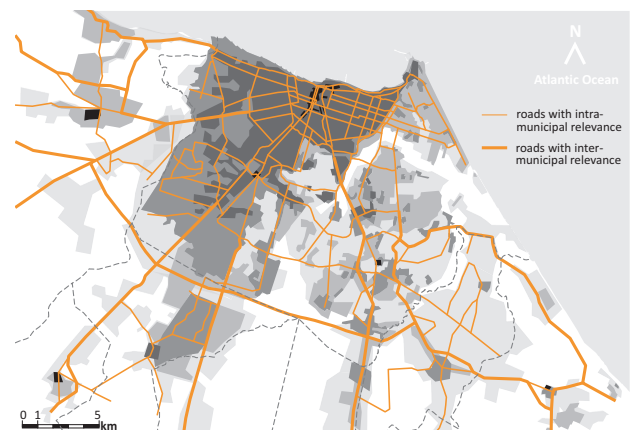 N
Atlantic Ocean
roads with intra-
municipal relevance
roads with inter-
municipal relevance
0 1 5
km